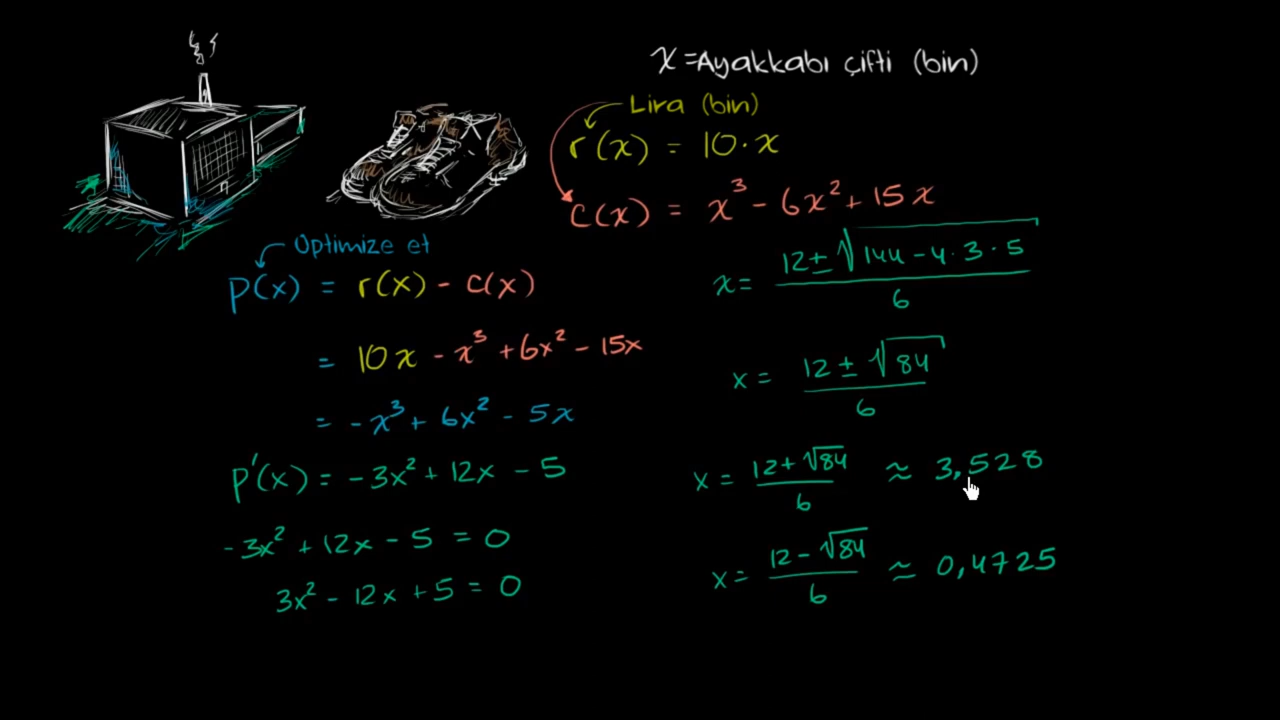 x = Ayakkabı çifti (bin)
Lira (bin)
r(x) = 10·x
c(x) = x³ - 6x² + 15x
Optimize et
p(x) = r(x) - c(x)
= 10x - x³ + 6x² - 15x
= -x³ + 6x² - 5x
p'(x) = -3x² + 12x - 5
-3x² + 12x - 5 = 0
3x² - 12x + 5 = 0
x = 12 ± √144 - 4·3·5 / 6
x = 12 ± √84 / 6
x = 12 + √84 / 6 ≈ 3,528
x = 12 - √84 / 6 ≈ 0,4725